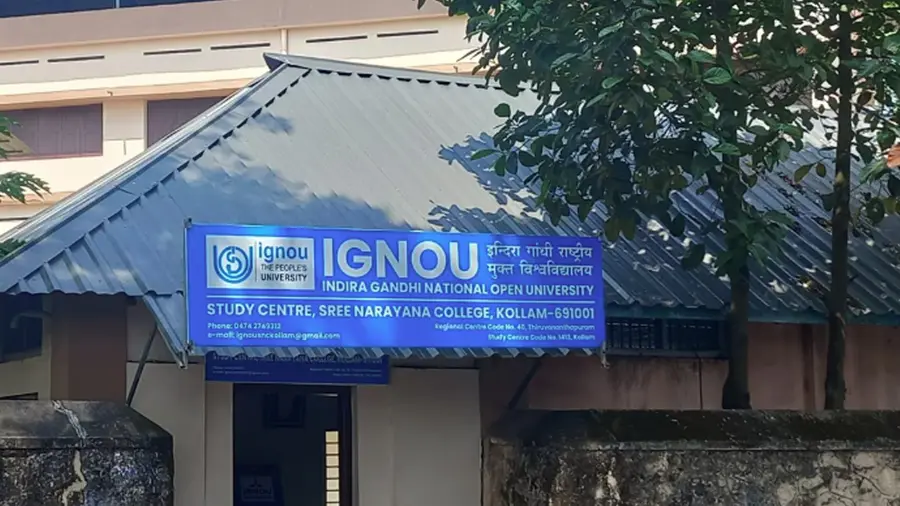 ignou
THE PEOPLE'S
UNIVERSITY
IGNOU
इन्दिरा गांधी राष्ट्रीय
मुक्त विश्वविद्यालय
INDIRA GANDHI NATIONAL OPEN UNIVERSITY
STUDY CENTRE, SREE NARAYANA COLLEGE, KOLLAM-691001
Phone: 0474 2749312
e-mail: ignousnckollam@gmail.com
Regional Centre Code No. 40, Thiruvananthapuram
Study Centre Code No. 1413, Kollam